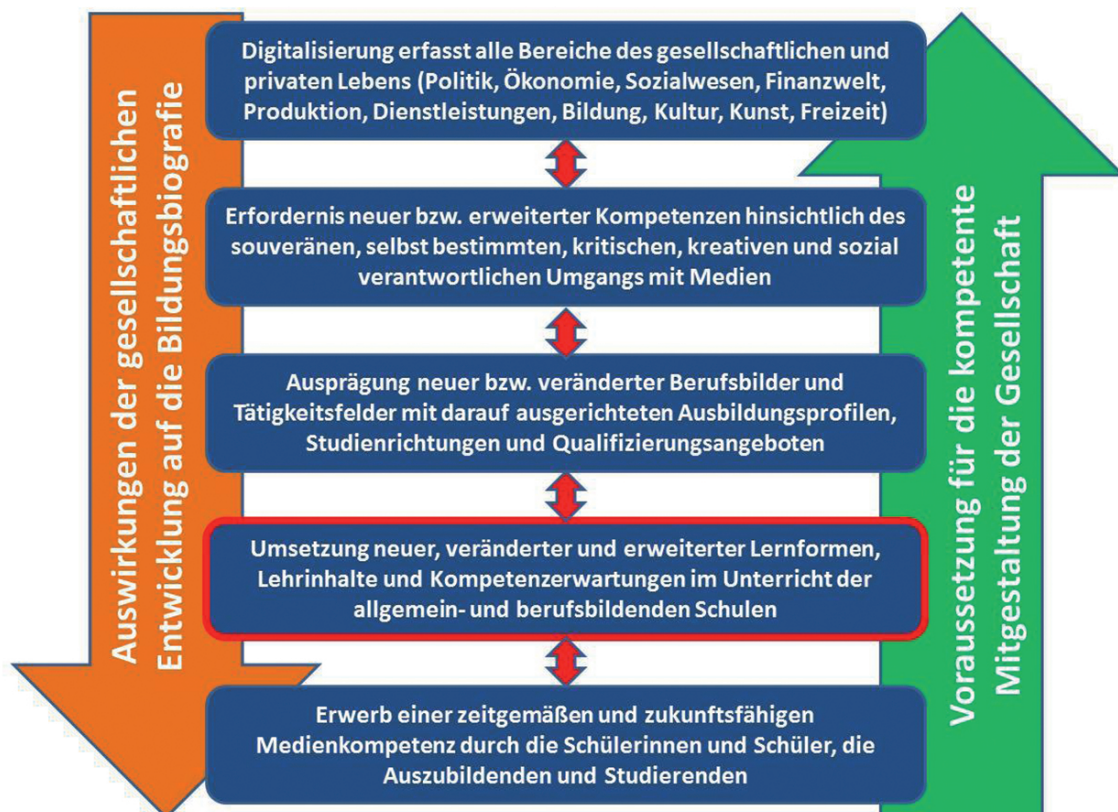 Auswirkungen der gesellschaftlichen
Entwicklung auf die Bildungsbiografie
Digitalisierung erfasst alle Bereiche des gesellschaftlichen und
privaten Lebens (Politik, Ökonomie, Sozialwesen, Finanzwelt,
Produktion, Dienstleistungen, Bildung, Kultur, Kunst, Freizeit)
Erfordernis neuer bzw. erweiterter Kompetenzen hinsichtlich des
souveränen, selbst bestimmten, kritischen, kreativen und sozial
verantwortlichen Umgangs mit Medien
Ausprägung neuer bzw. veränderter Berufsbilder und
Tätigkeitsfelder mit darauf ausgerichteten Ausbildungsprofilen,
Studienrichtungen und Qualifizierungsangeboten
Umsetzung neuer, veränderter und erweiterter Lernformen,
Lehrinhalte und Kompetenzerwartungen im Unterricht der
allgemein- und berufsbildenden Schulen
Erwerb einer zeitgemäßen und zukunftsfähigen
Medienkompetenz durch die Schülerinnen und Schüler, die
Auszubildenden und Studierenden
Voraussetzung für die kompetente
Mitgestaltung der Gesellschaft